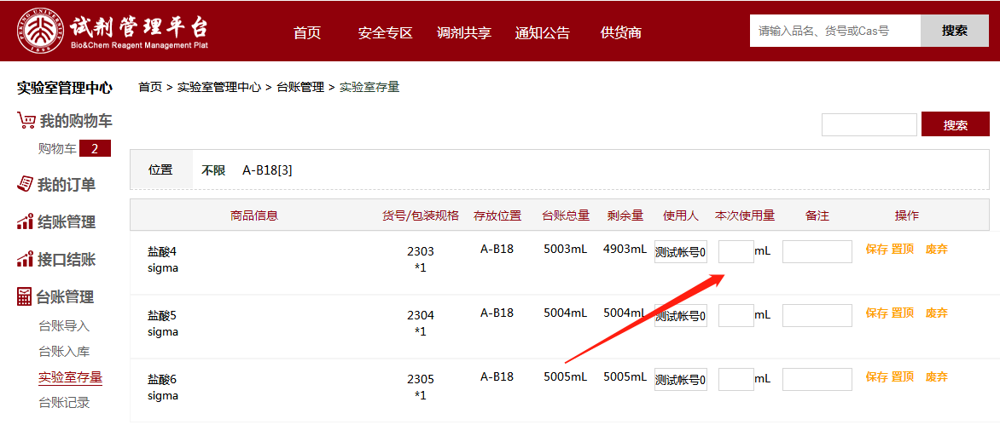 PEKING UNIVERSITY
1898
试剂管理平台
Bio&Chem Reagent Management Plat
首页 安全专区 调剂共享 通知公告 供货商
请输入品名、货号或Cas号 搜索
实验室管理中心
首页 > 实验室管理中心 > 台账管理 > 实验室存量
我的购物车
购物车 2
搜索
位置 不限 A-B18[3]
我的订单
结账管理
接口结账
台账管理
台账导入
台账入库
实验室存量
台账记录
商品信息 货号/包装规格 存放位置 台账总量 剩余量 使用人 本次使用量 备注 操作
盐酸4 2303 A-B18 5003mL 4903mL 测试帐号0 mL 保存 置顶 废弃
sigma *1
盐酸5 2304 A-B18 5004mL 5004mL 测试帐号0 mL 保存 置顶 废弃
sigma *1
盐酸6 2305 A-B18 5005mL 5005mL 测试帐号0 mL 保存 置顶 废弃
sigma *1